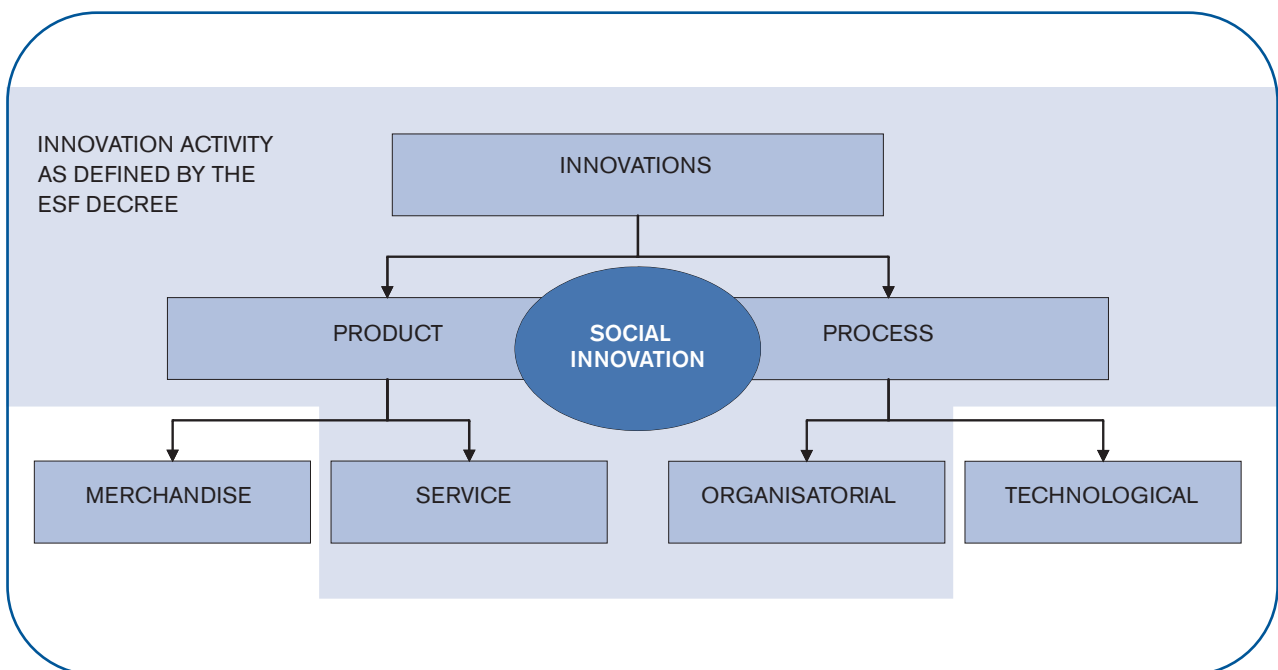 INNOVATION ACTIVITY
AS DEFINED BY THE
ESF DECREE
INNOVATIONS
PRODUCT
SOCIAL
INNOVATION
PROCESS
MERCHANDISE
SERVICE
ORGANISATORIAL
TECHNOLOGICAL